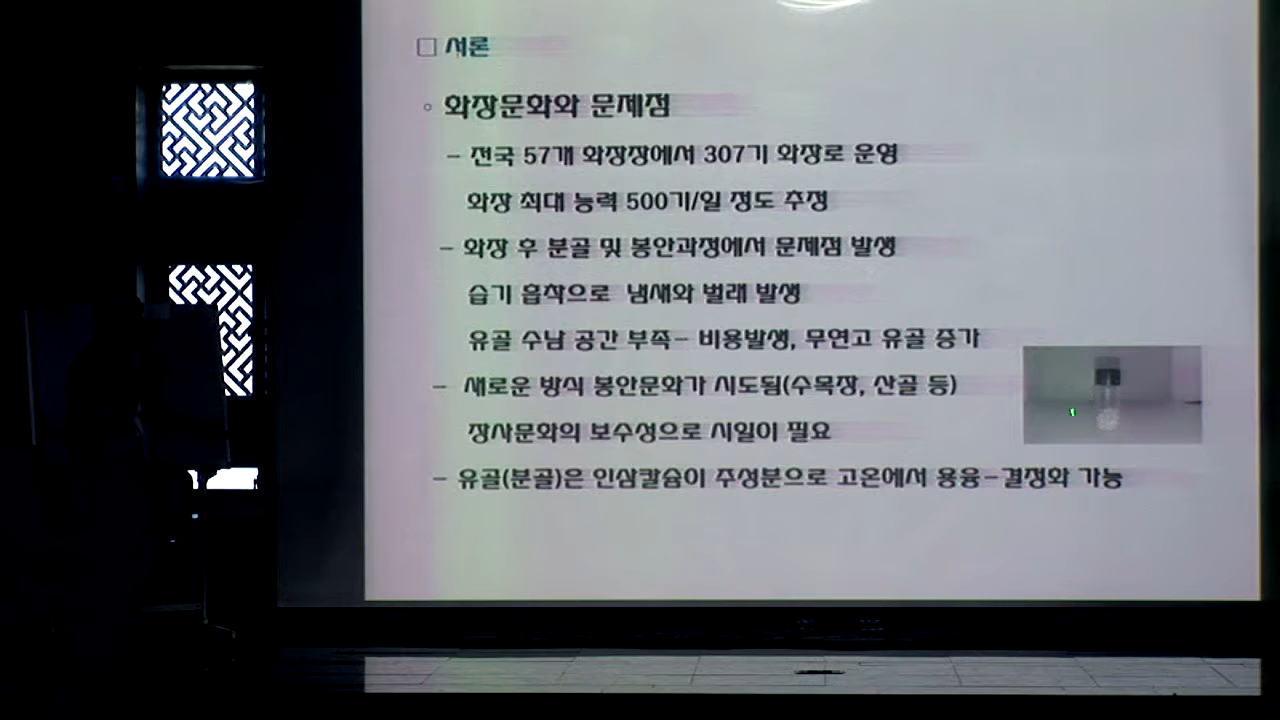 □ 서론
◦ 화장문화와 문제점
– 전국 57개 화장장에서 307기 화장로 운영
화장 최대 능력 500기/일 정도 추정
– 화장 후 분골 및 봉안과정에서 문제점 발생
습기 흡착으로 냄새와 벌래 발생
유골 수납 공간 부족– 비용발생, 무연고 유골 증가
– 새로운 방식 봉안문화가 시도됨(수목장, 산골 등)
장사문화의 보수성으로 시일이 필요
– 유골(분골)은 인삼칼슘이 주성분으로 고온에서 용융–결정화 가능